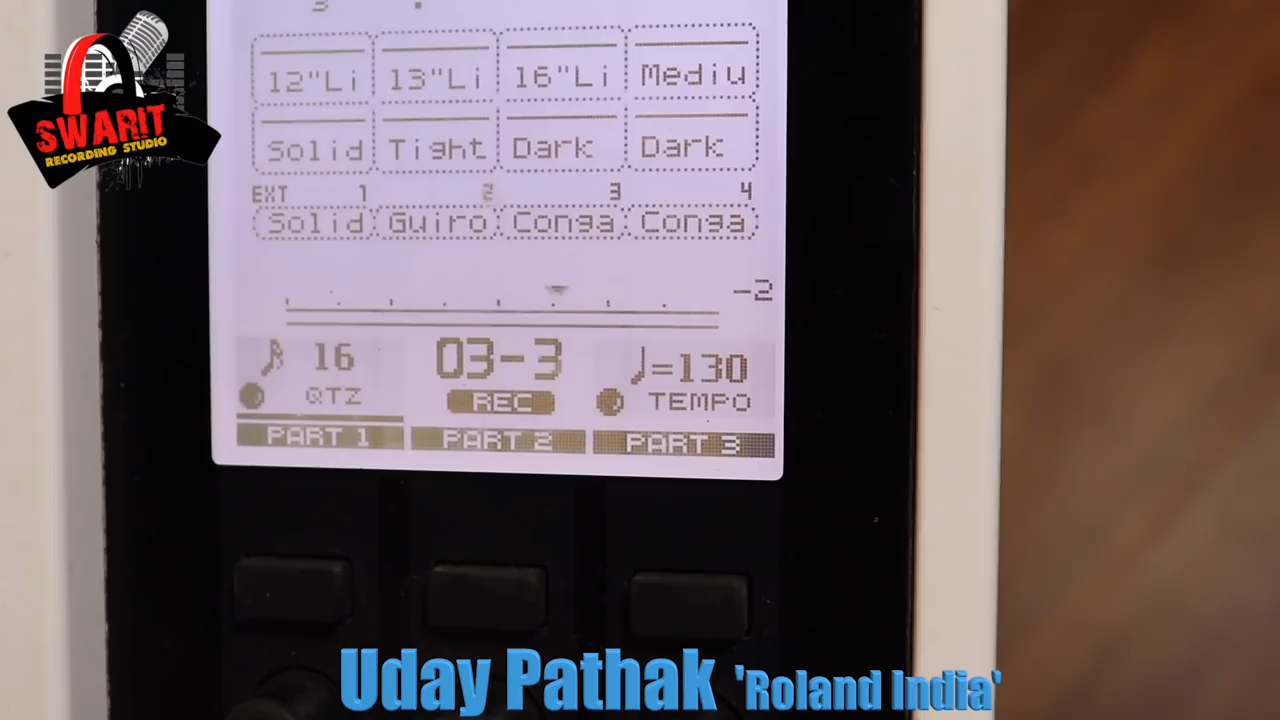 SWARIT
RECORDING STUDIO
12"Li 13"Li 16"Li Mediu
Solid Tight Dark Dark
EXT 1 2 3 4
Solid Guiro Conga Conga
-2
16 03-3 =130
QTZ REC TEMPO
PART 1 PART 2 PART 3
Uday Pathak 'Roland India'